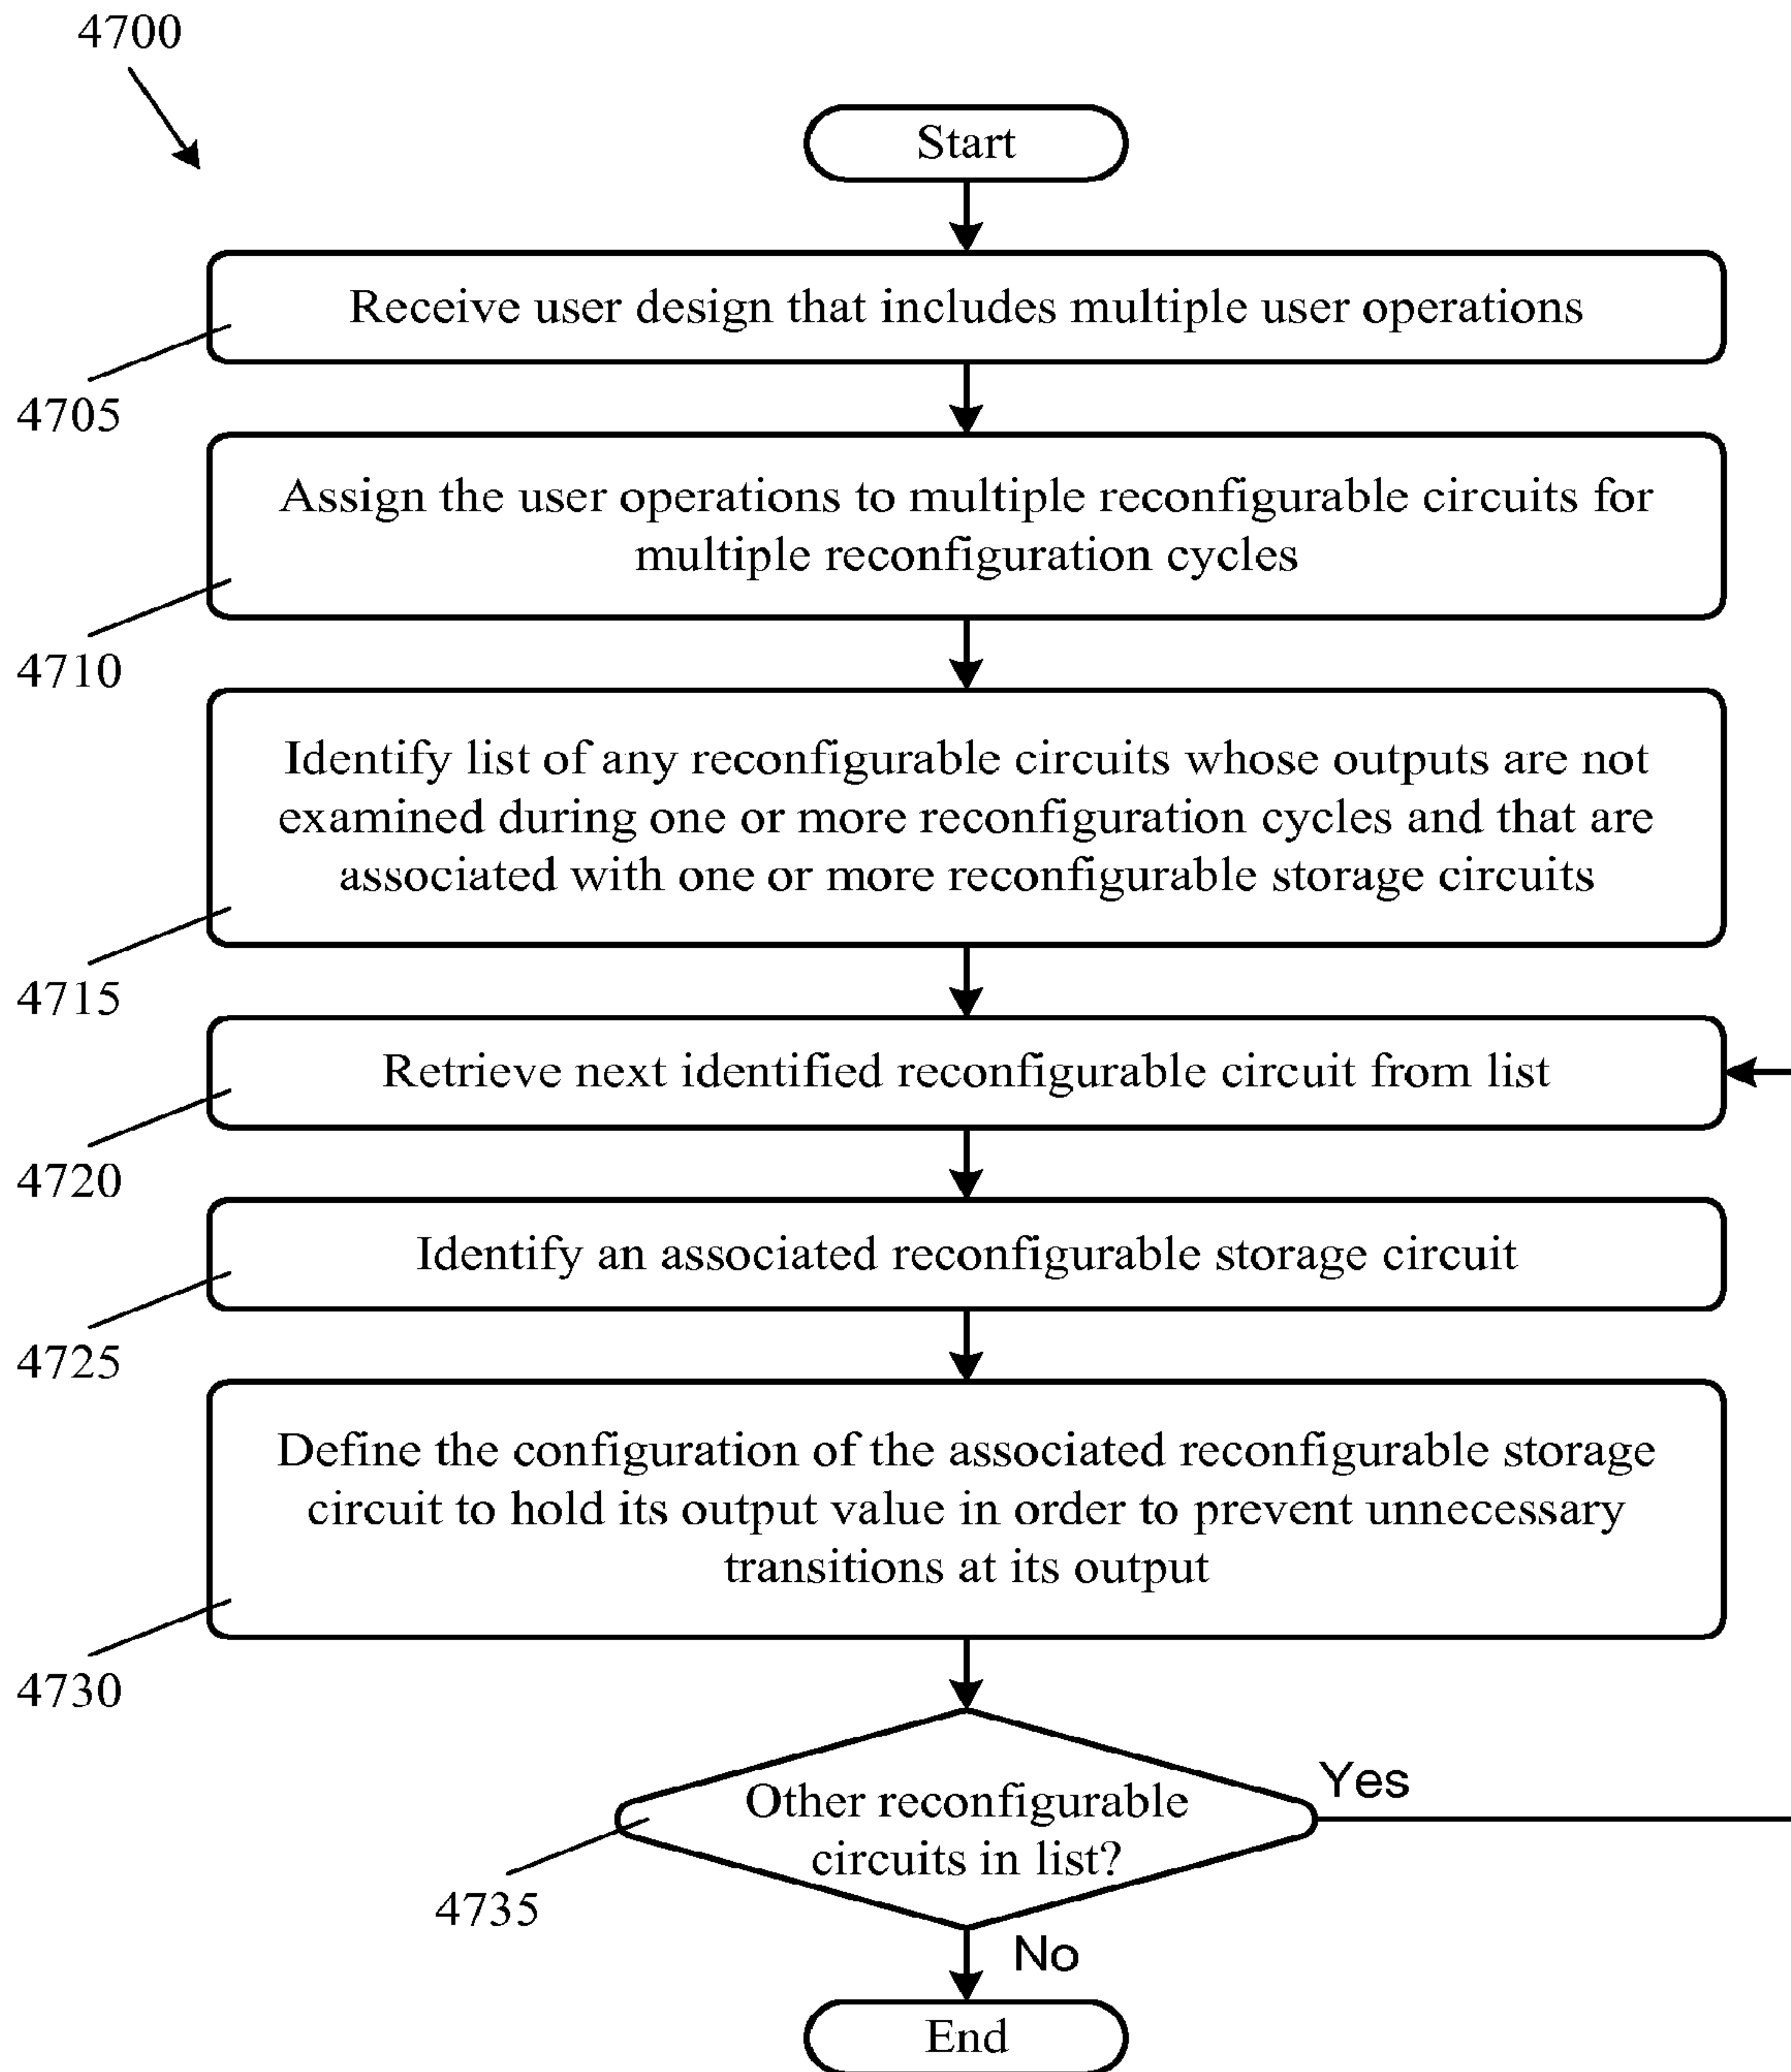 4700
Start
Receive user design that includes multiple user operations
4705
Assign the user operations to multiple reconfigurable circuits for
multiple reconfiguration cycles
4710
Identify list of any reconfigurable circuits whose outputs are not
examined during one or more reconfiguration cycles and that are
associated with one or more reconfigurable storage circuits
4715
Retrieve next identified reconfigurable circuit from list
4720
Identify an associated reconfigurable storage circuit
4725
Define the configuration of the associated reconfigurable storage
circuit to hold its output value in order to prevent unnecessary
transitions at its output
4730
Other reconfigurable
circuits in list?
Yes
4735
No
End